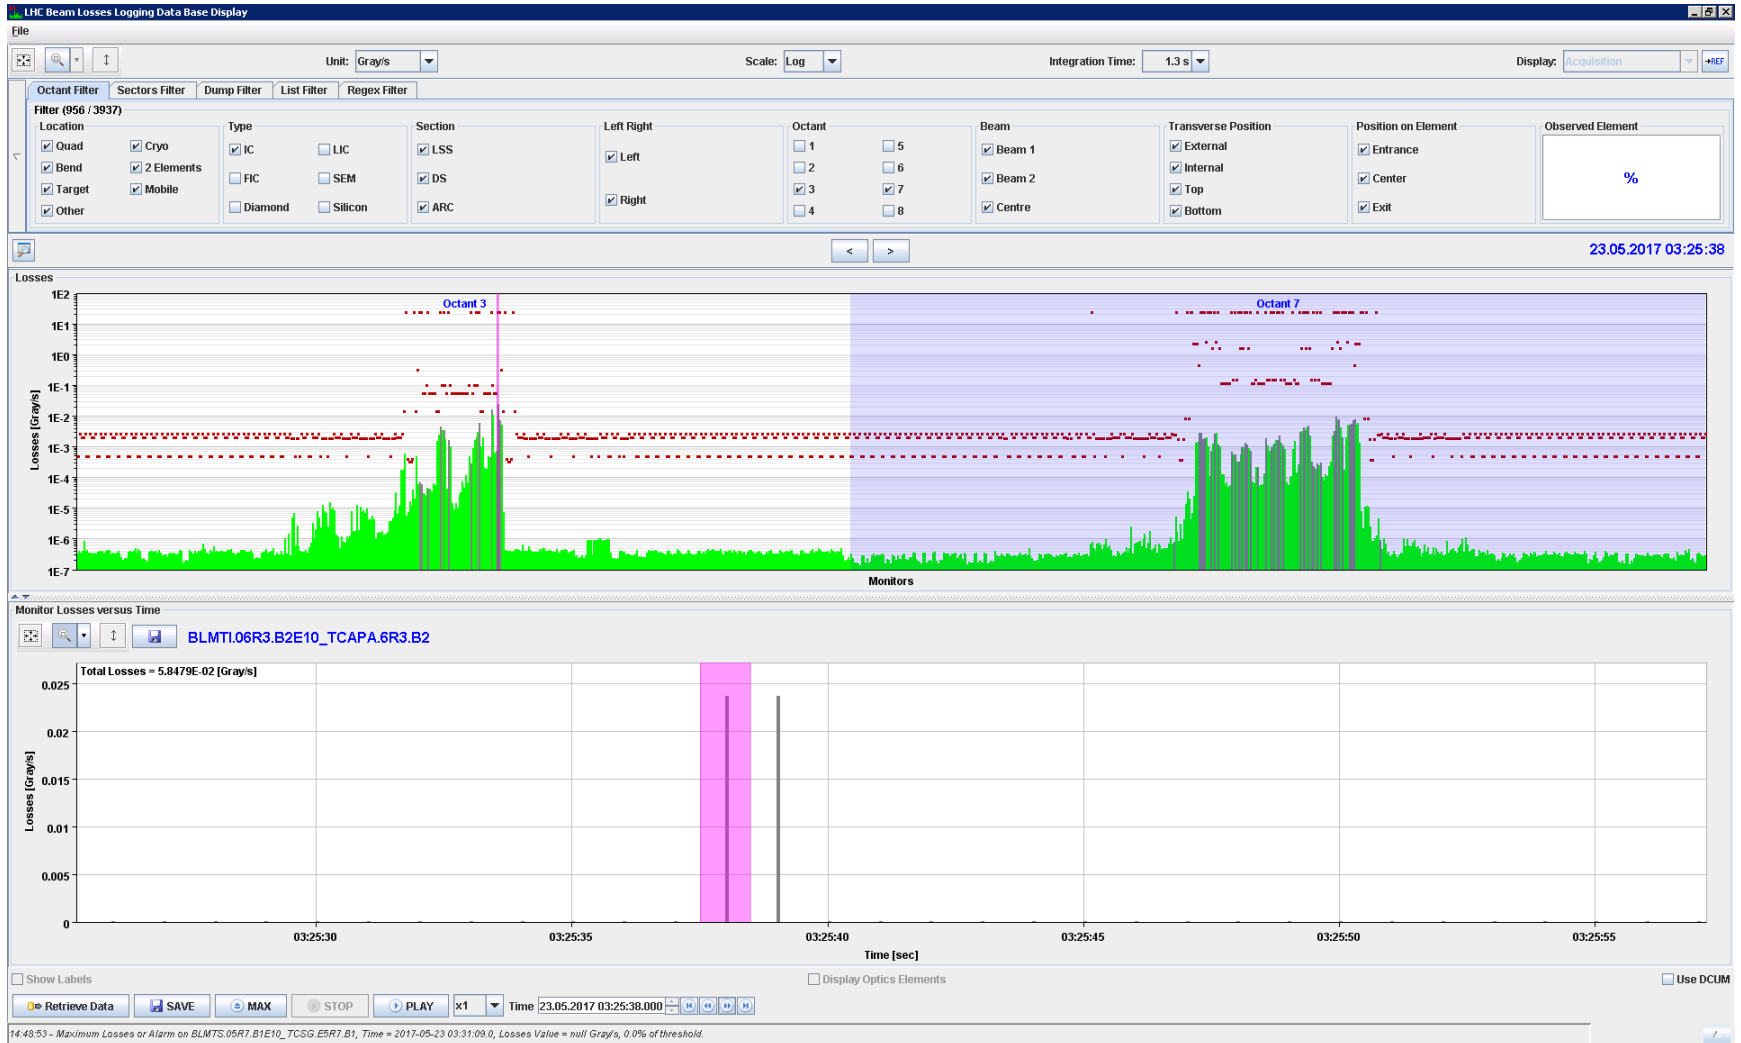 LHC Beam Losses Logging Data Base Display
File
Unit: Gray/s Scale: Log Integration Time: 1.3 s Display: Acquisition →REF
Octant Filter Sectors Filter Dump Filter List Filter Regex Filter
Filter (956 / 3937)
Location Type Section Left Right Octant Beam Transverse Position Position on Element Observed Element
Quad Cryo IC LIC LSS Left 1 5 Beam 1 External Entrance
Bend 2 Elements FIC SEM DS 2 6 Beam 2 Internal Center %
Target Mobile Diamond Silicon ARC Right 3 7 Centre Top Exit
Other 4 8 Bottom
< > 23.05.2017 03:25:38
Losses
Octant 3 Octant 7
1E2
1E1
1E0
1E-1
1E-2
1E-3
1E-4
1E-5
1E-6
1E-7
Losses [Gray/s]
Monitors
Monitor Losses versus Time
BLMTI.06R3.B2E10_TCAPA.6R3.B2
Total Losses = 5.8479E-02 [Gray/s]
0.025
0.02
0.015
0.01
0.005
0
Losses [Gray/s]
03:25:30 03:25:35 03:25:40 03:25:45 03:25:50 03:25:55
Time [sec]
Show Labels Display Optics Elements Use DCUM
Retrieve Data SAVE MAX STOP PLAY x1 Time 23.05.2017 03:25:38.000
14:48:53 - Maximum Losses or Alarm on BLMTS.05R7.B1E10_TCSG.E5R7.B1, Time = 2017-05-23 03:31:09.0, Losses Value = null Gray/s, 0.0% of threshold.